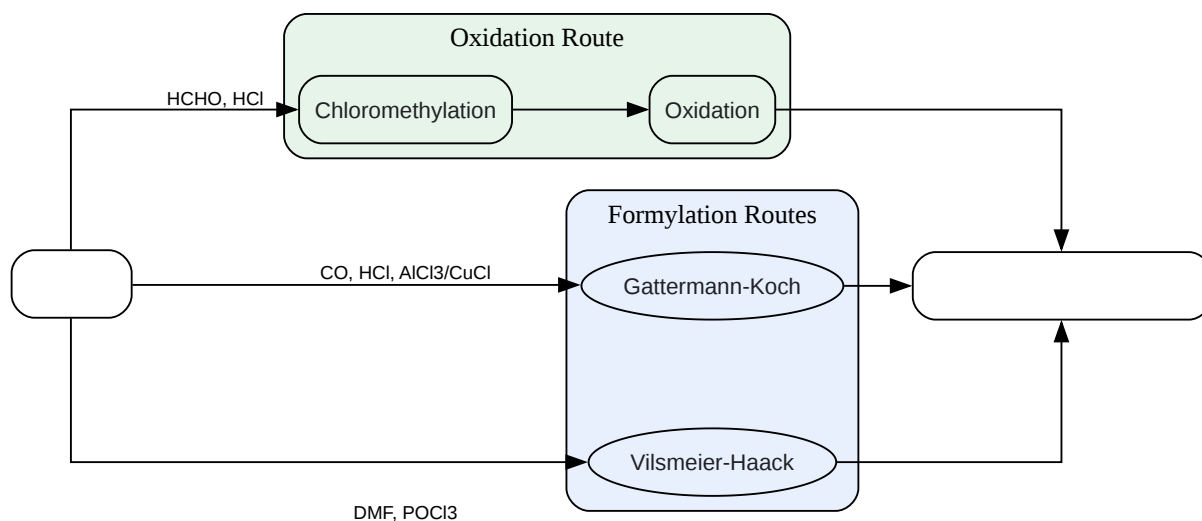 Oxidation Route
HCHO, HCl
Chloromethylation
Oxidation
Formylation Routes
CO, HCl, AlCl3/CuCl
Gattermann-Koch
Vilsmeier-Haack
DMF, POCl3